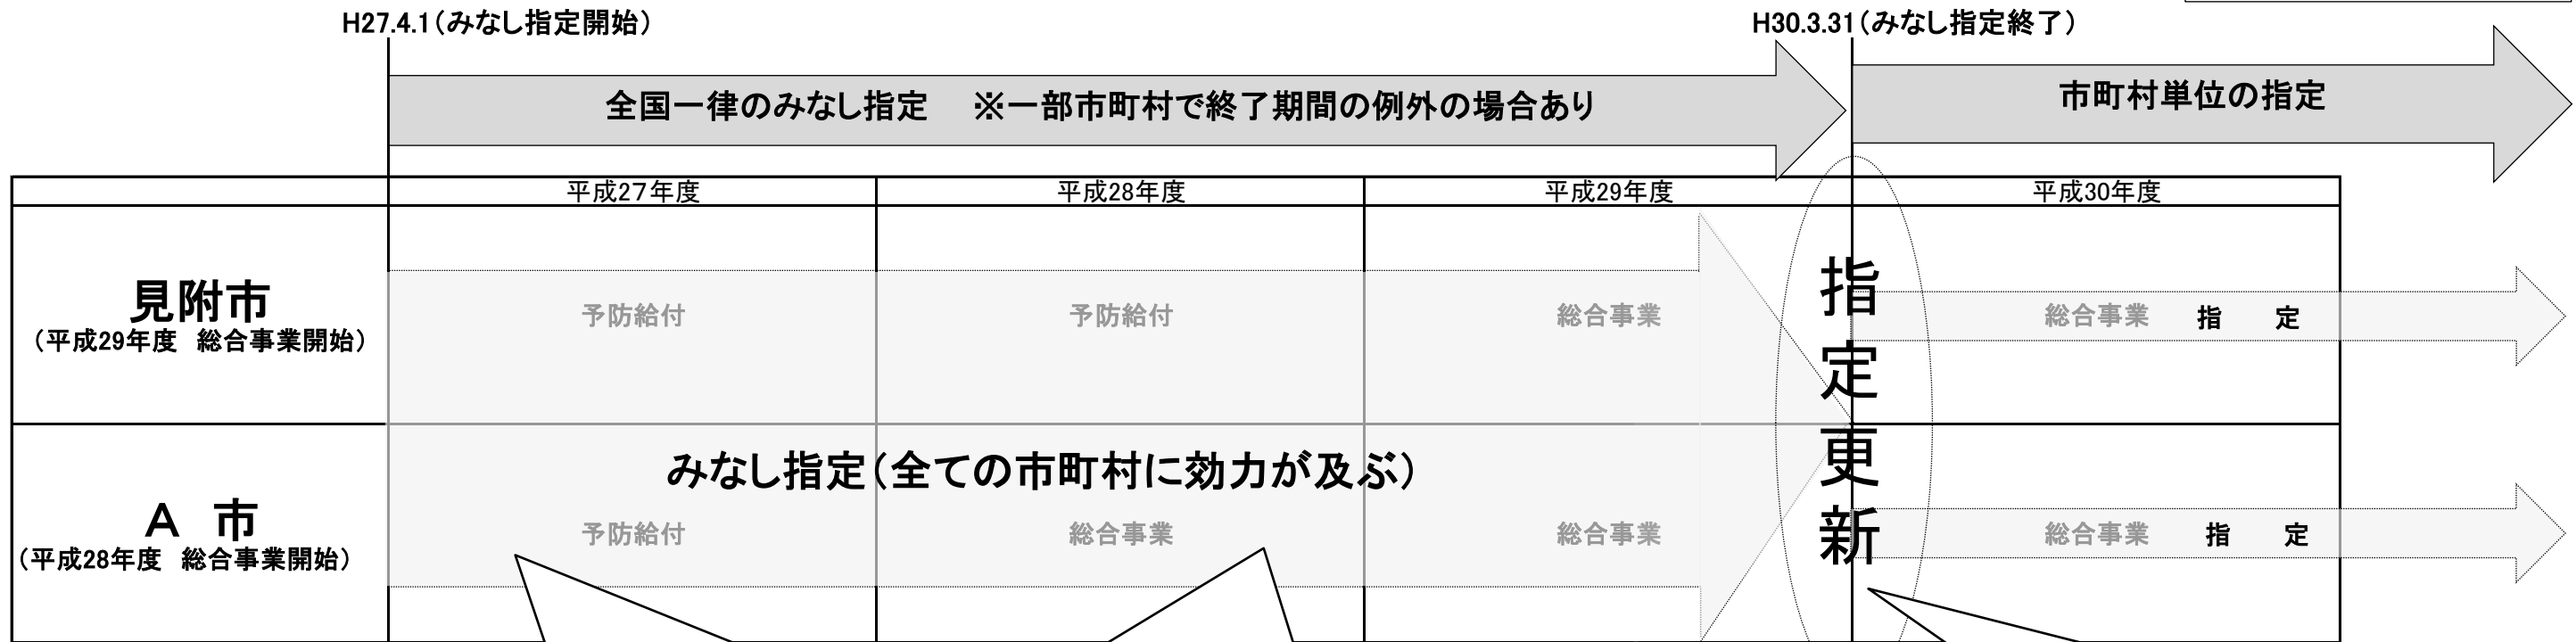 H27.4.1(みなし指定開始)
H30.3.31(みなし指定終了)
全国一律のみなし指定　※一部市町村で終了期間の例外の場合あり
市町村単位の指定
平成27年度
平成28年度
平成29年度
平成30年度
見附市
(平成29年度　総合事業開始)
予防給付
予防給付
総合事業
総合事業
指　定
指定更新
みなし指定(全ての市町村に効力が及ぶ)
A　市
(平成28年度　総合事業開始)
予防給付
総合事業
総合事業
総合事業
指　定